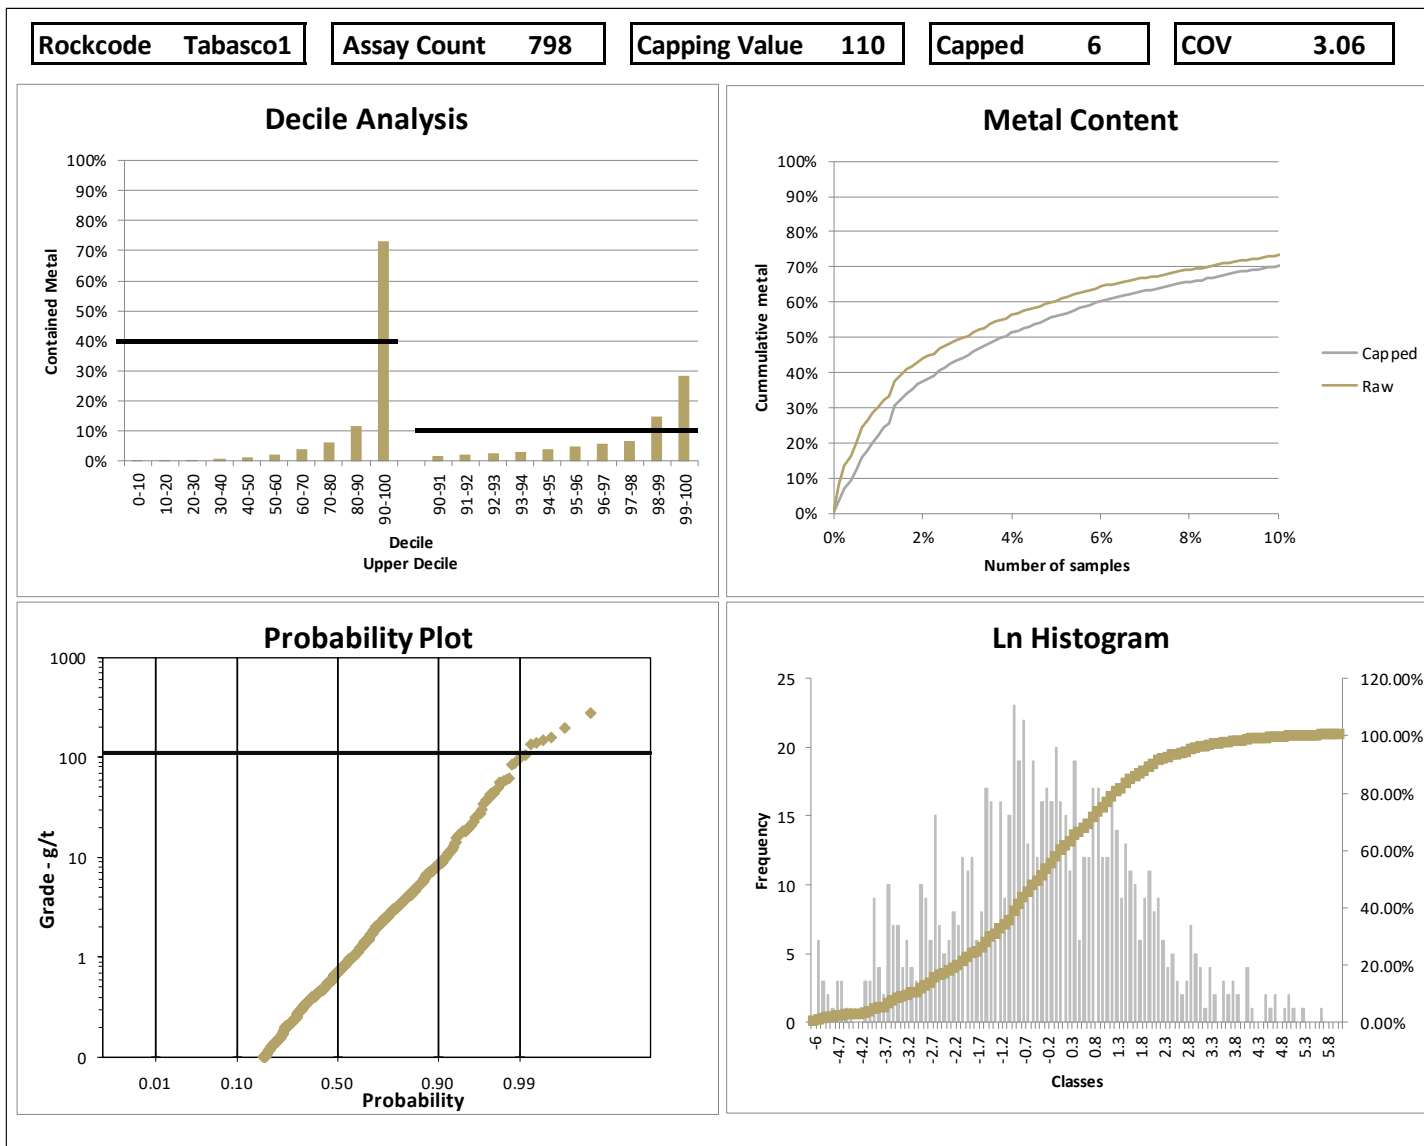 Rockcode Tabasco1 Assay Count 798 Capping Value 110 Capped 6 COV 3.06
Decile Analysis
100%
90%
80%
70%
60%
50%
40%
30%
20%
10%
0%
Contained Metal
0-10 10-20 20-30 30-40 40-50 50-60 60-70 70-80 80-90 90-100 90-91 91-92 92-93 93-94 94-95 95-96 96-97 97-98 98-99 99-100
Decile
Upper Decile
Metal Content
100%
90%
80%
70%
60%
50%
40%
30%
20%
10%
0%
Cummulative metal
0% 2% 4% 6% 8% 10%
Number of samples
Capped
Raw
Probability Plot
1000
100
10
1
0
Grade - g/t
0.01 0.10 0.50 0.90 0.99
Probability
Ln Histogram
25
20
15
10
5
0
Frequency
120.00%
100.00%
80.00%
60.00%
40.00%
20.00%
0.00%
-6 -4.7 -4.2 -3.7 -3.2 -2.7 -2.2 -1.7 -1.2 -0.7 -0.2 0.3 0.8 1.3 1.8 2.3 2.8 3.3 3.8 4.3 4.8 5.3 5.8
Classes